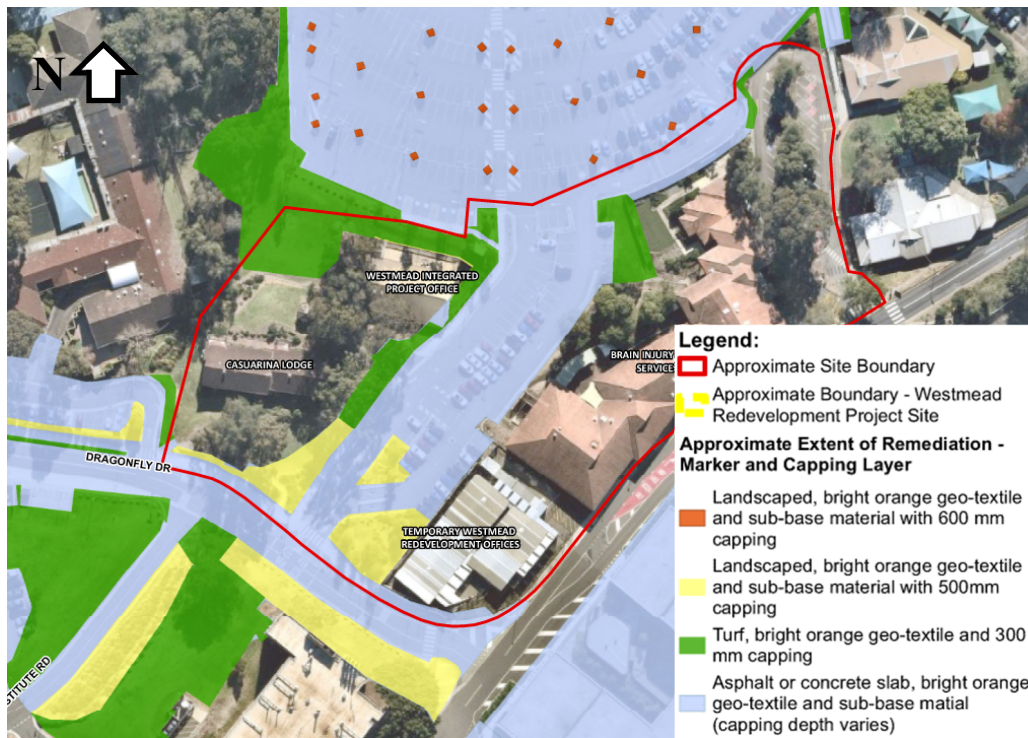 N
WESTMEAD INTEGRATED
PROJECT OFFICE
CASUARINA LODGE
BRAIN INJURY
SERVICE
DRAGONFLY DR
TEMPORARY WESTMEAD
REDEVELOPMENT OFFICES
STITUTE RD
Legend:
Approximate Site Boundary
Approximate Boundary - Westmead
Redevelopment Project Site
Approximate Extent of Remediation -
Marker and Capping Layer
Landscaped, bright orange geo-textile
and sub-base material with 600 mm
capping
Landscaped, bright orange geo-textile
and sub-base material with 500mm
capping
Turf, bright orange geo-textile and 300
mm capping
Asphalt or concrete slab, bright orange
geo-textile and sub-base matial
(capping depth varies)